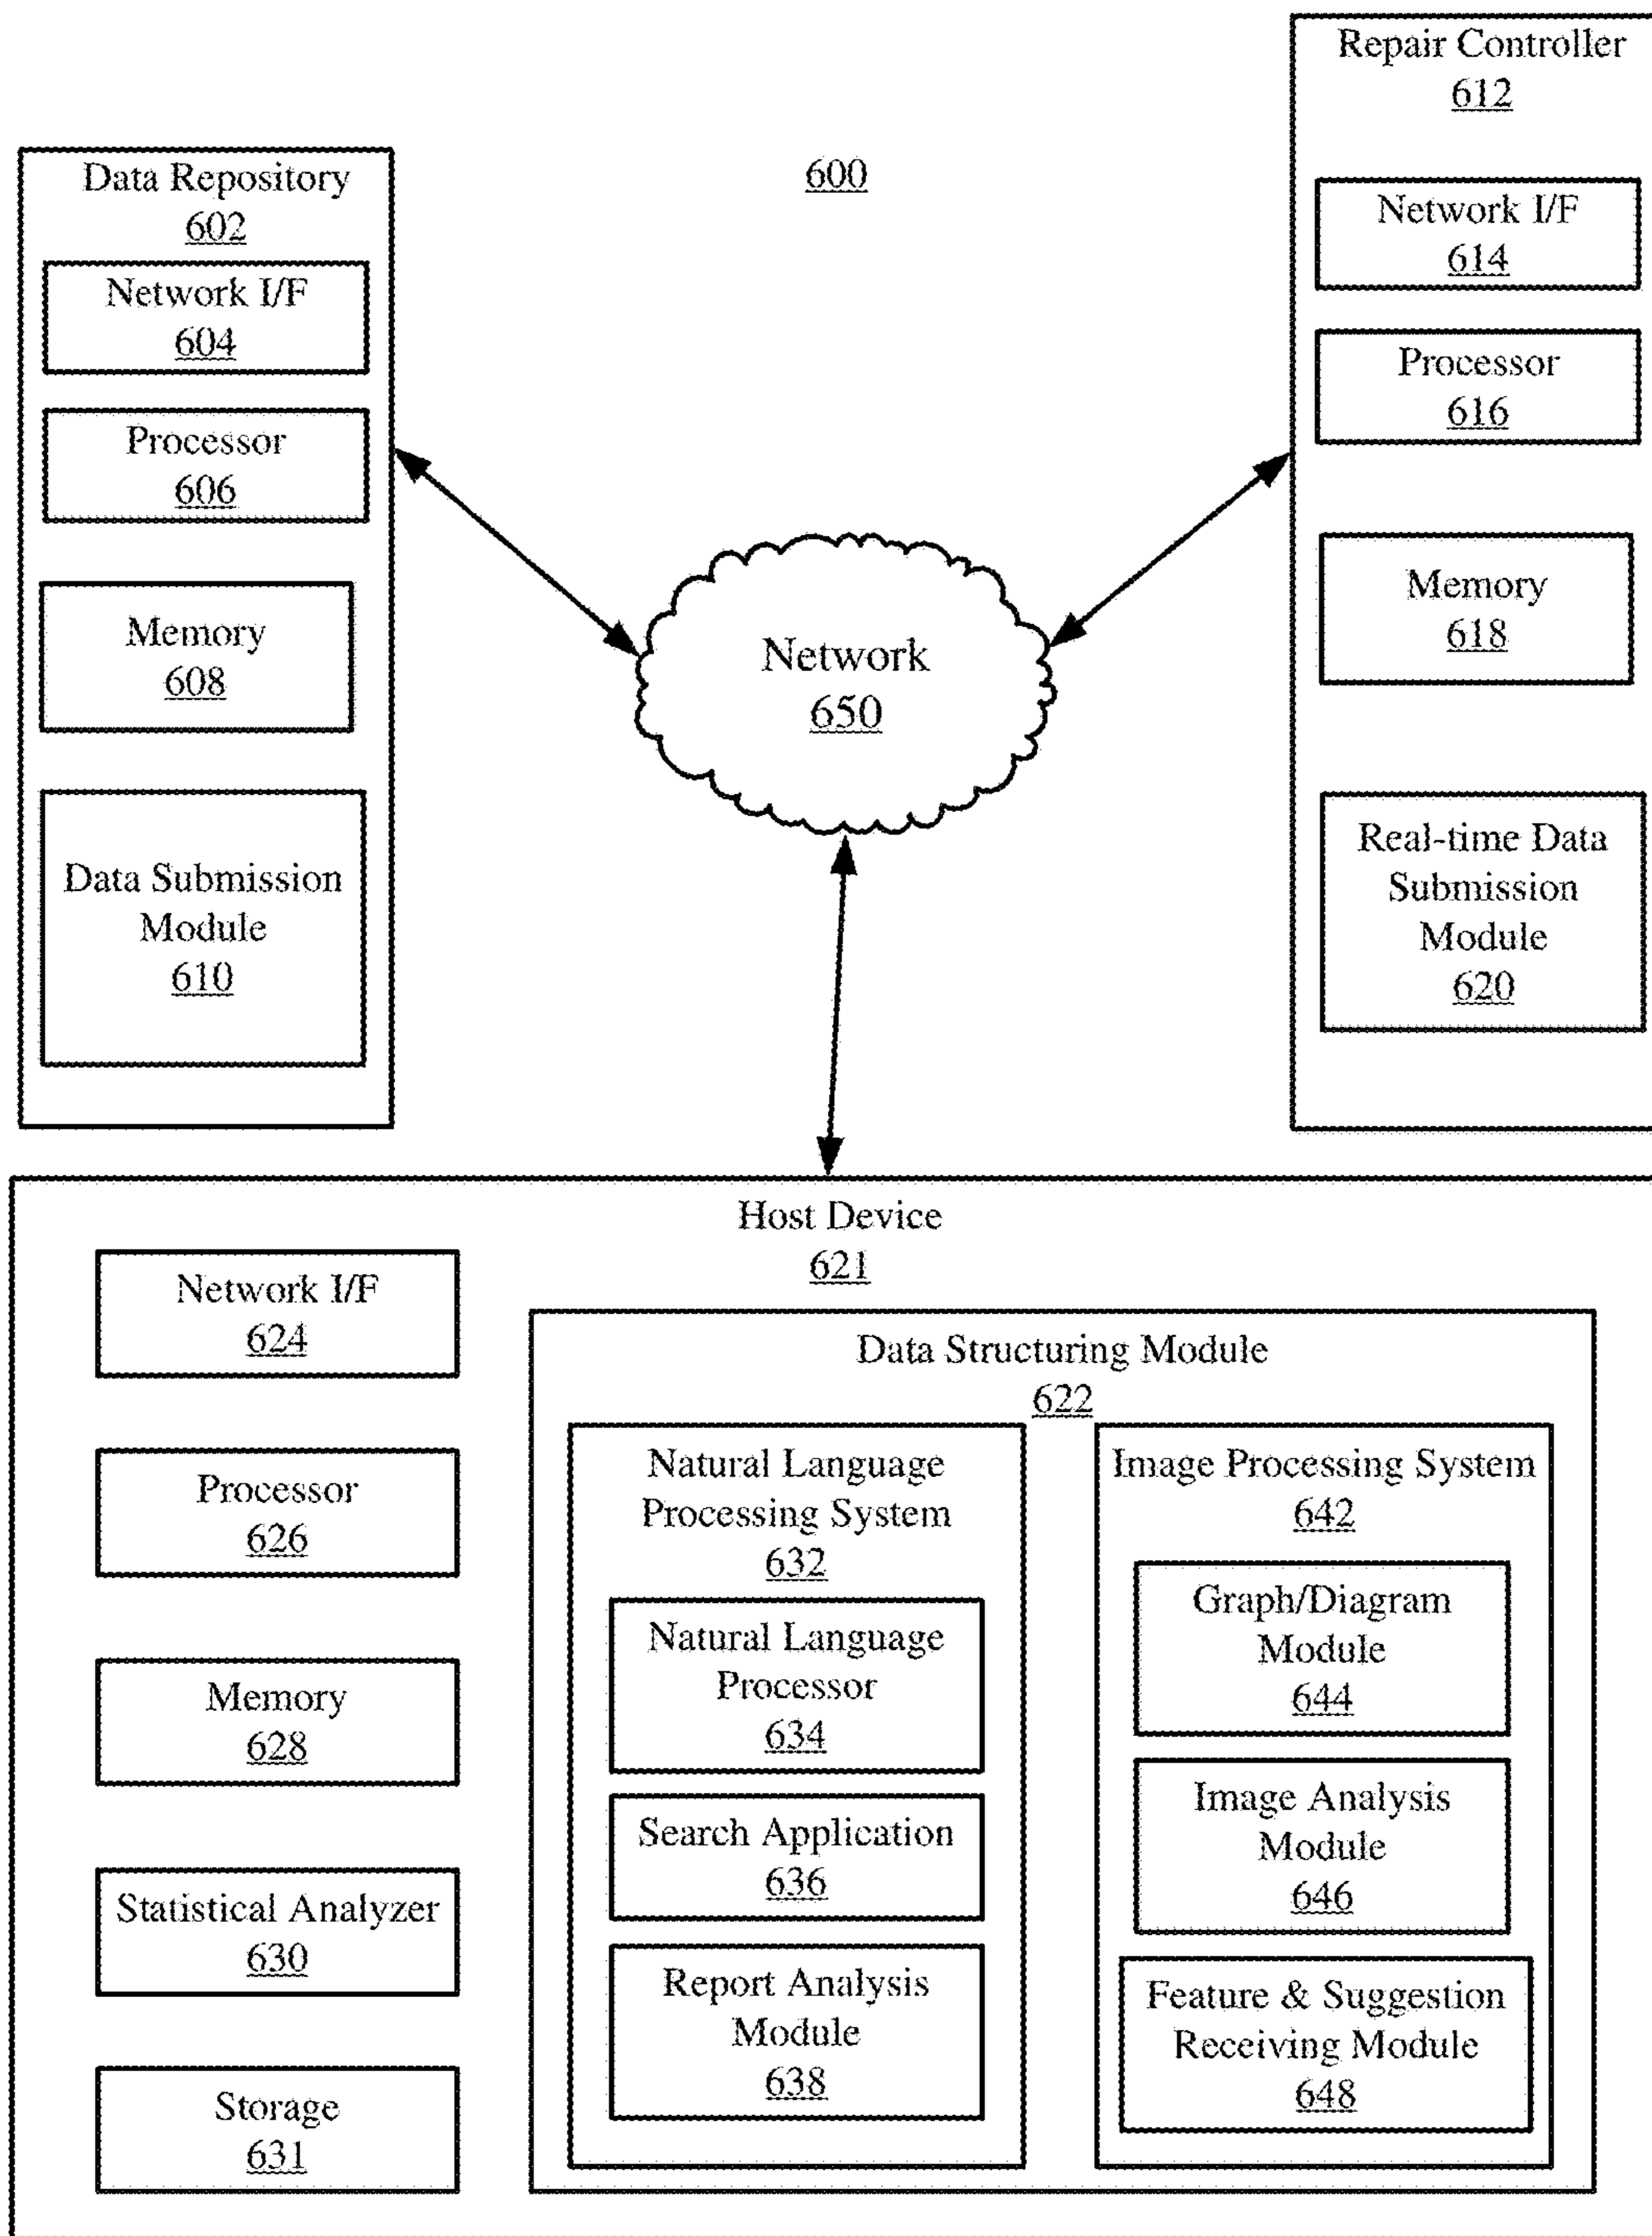 600
Data Repository
602
Network I/F
604
Processor
606
Memory
608
Data Submission
Module
610
Network
650
Repair Controller
612
Network I/F
614
Processor
616
Memory
618
Real-time Data
Submission
Module
620
Host Device
621
Network I/F
624
Processor
626
Memory
628
Statistical Analyzer
630
Storage
631
Data Structuring Module
622
Natural Language
Processing System
632
Natural Language
Processor
634
Search Application
636
Report Analysis
Module
638
Image Processing System
642
Graph/Diagram
Module
644
Image Analysis
Module
646
Feature & Suggestion
Receiving Module
648